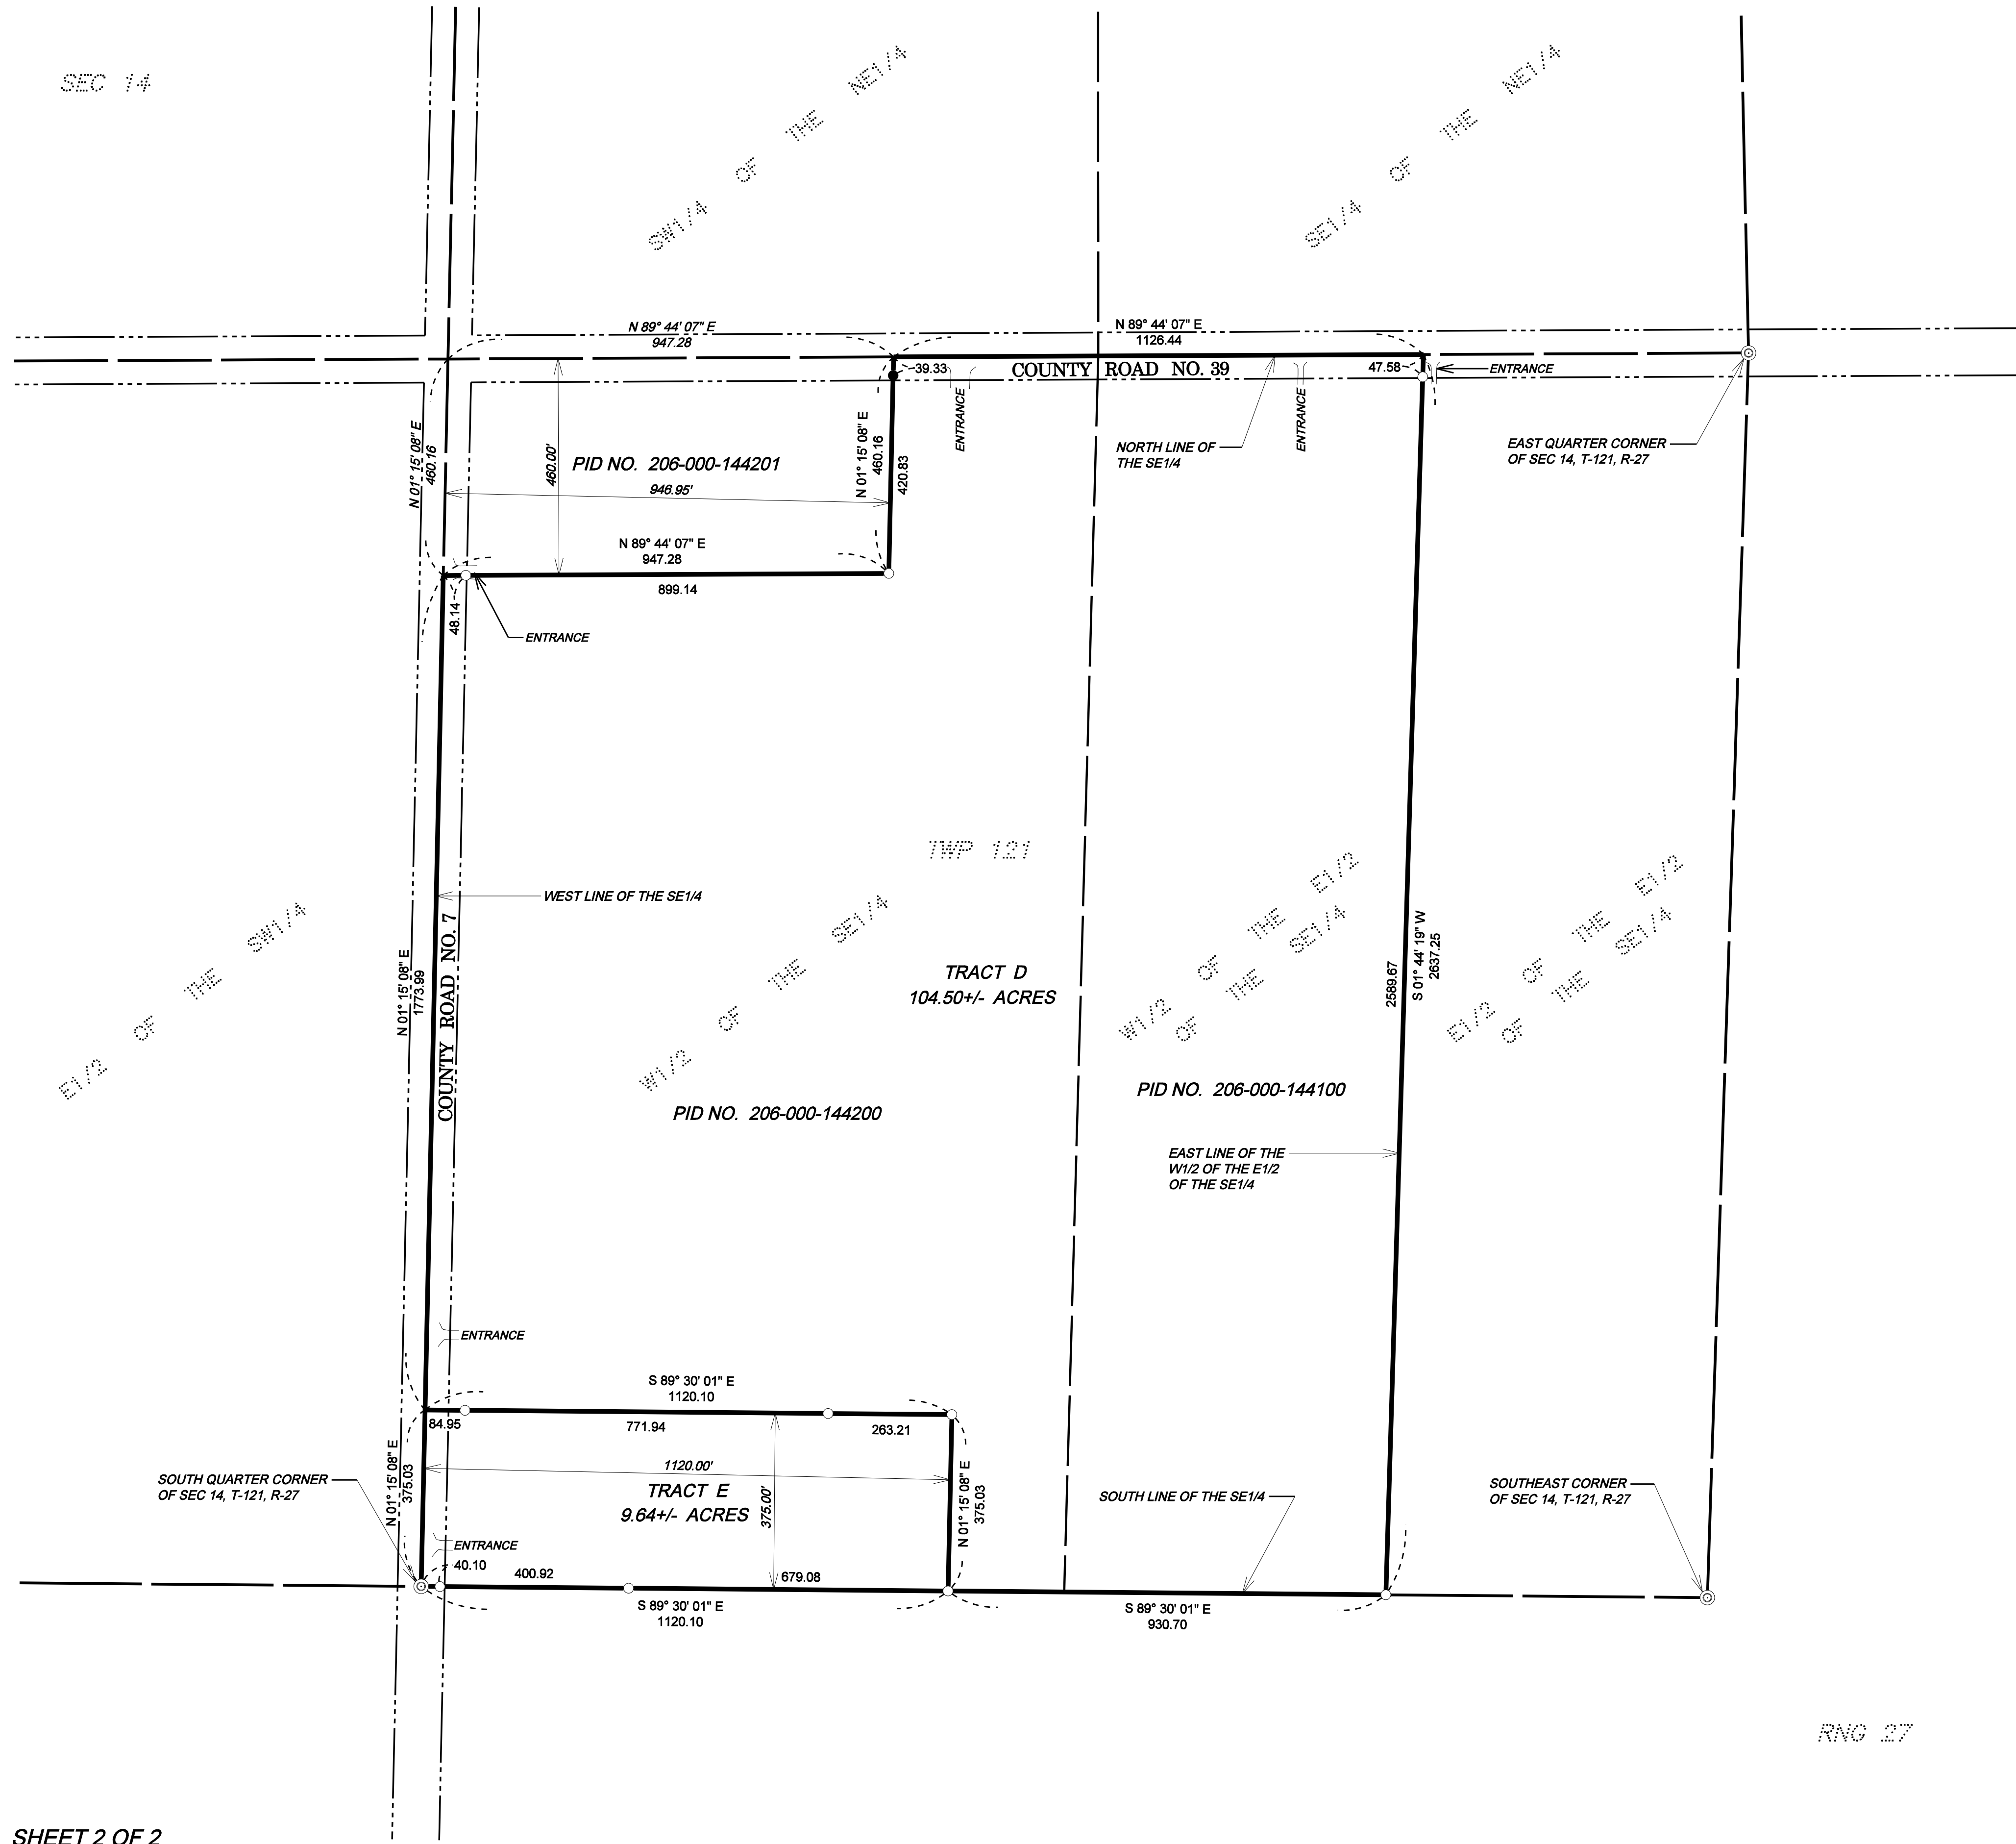 SEC 14
SW1/4 OF THE NE1/4
SE1/4 OF THE NE1/4
N 89° 44' 07" E
947.28
N 89° 44' 07" E
1126.44
39.33
COUNTY ROAD NO. 39
47.58
ENTRANCE
ENTRANCE
ENTRANCE
N 01° 15' 08" E
460.16
460.00'
PID NO. 206-000-144201
946.95'
N 01° 15' 08" E
460.16
420.83
NORTH LINE OF
THE SE1/4
EAST QUARTER CORNER
OF SEC 14, T-121, R-27
N 89° 44' 07" E
947.28
899.14
48.14
ENTRANCE
TWP 121
WEST LINE OF THE SE1/4
E1/2 OF THE SW1/4
N 01° 15' 08" E
1773.99
COUNTY ROAD NO. 7
W1/2 OF THE SE1/4
TRACT D
104.50+/- ACRES
W1/2 OF THE E1/2
OF THE SE1/4
2589.67
S 01° 44' 19" W
2637.25
E1/2 OF THE E1/2
OF THE SE1/4
PID NO. 206-000-144200
PID NO. 206-000-144100
EAST LINE OF THE
W1/2 OF THE E1/2
OF THE SE1/4
ENTRANCE
S 89° 30' 01" E
1120.10
84.95
771.94
263.21
N 01° 15' 08" E
375.03
1120.00'
TRACT E
9.64+/- ACRES
375.00'
N 01° 15' 08" E
375.03
SOUTH QUARTER CORNER
OF SEC 14, T-121, R-27
SOUTH LINE OF THE SE1/4
SOUTHEAST CORNER
OF SEC 14, T-121, R-27
ENTRANCE
40.10
400.92
679.08
S 89° 30' 01" E
1120.10
S 89° 30' 01" E
930.70
RNG 27
SHEET 2 OF 2